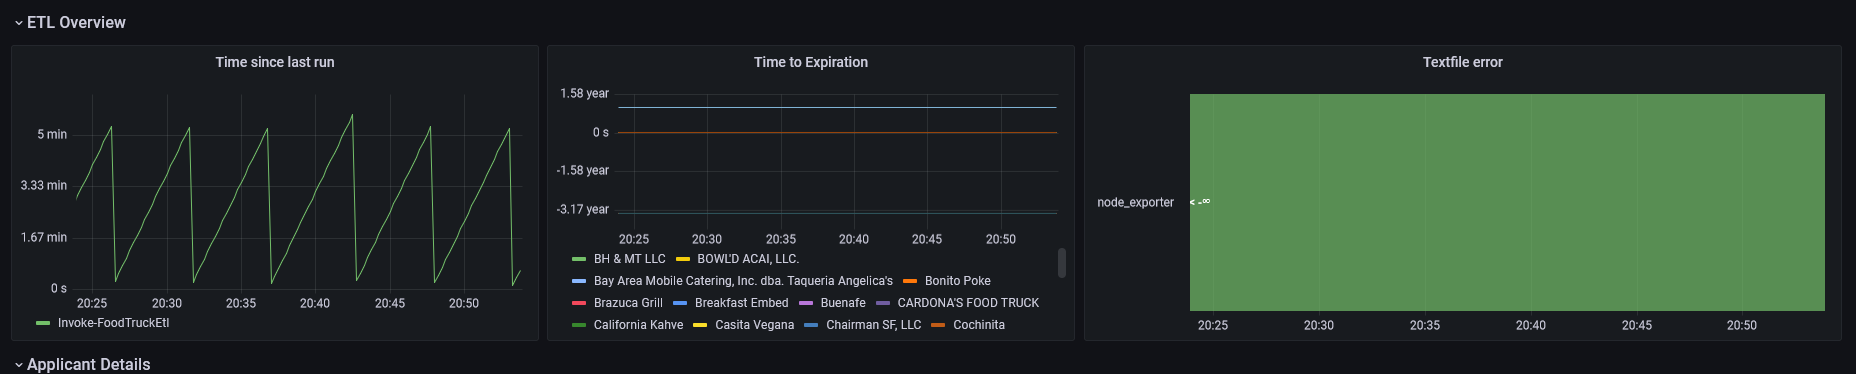 ETL Overview
Time since last run
5 min
3.33 min
1.67 min
0 s
20:25 20:30 20:35 20:40 20:45 20:50
Invoke-FoodTruckEtl
Time to Expiration
1.58 year
0 s
-1.58 year
-3.17 year
20:25 20:30 20:35 20:40 20:45 20:50
BH & MT LLC BOWL'D ACAI, LLC.
Bay Area Mobile Catering, Inc. dba. Taqueria Angelica's Bonito Poke
Brazuca Grill Breakfast Embed Buenafe CARDONA'S FOOD TRUCK
California Kahve Casita Vegana Chairman SF, LLC Cochinita
Textfile error
node_exporter
< -∞
20:25 20:30 20:35 20:40 20:45 20:50
Applicant Details